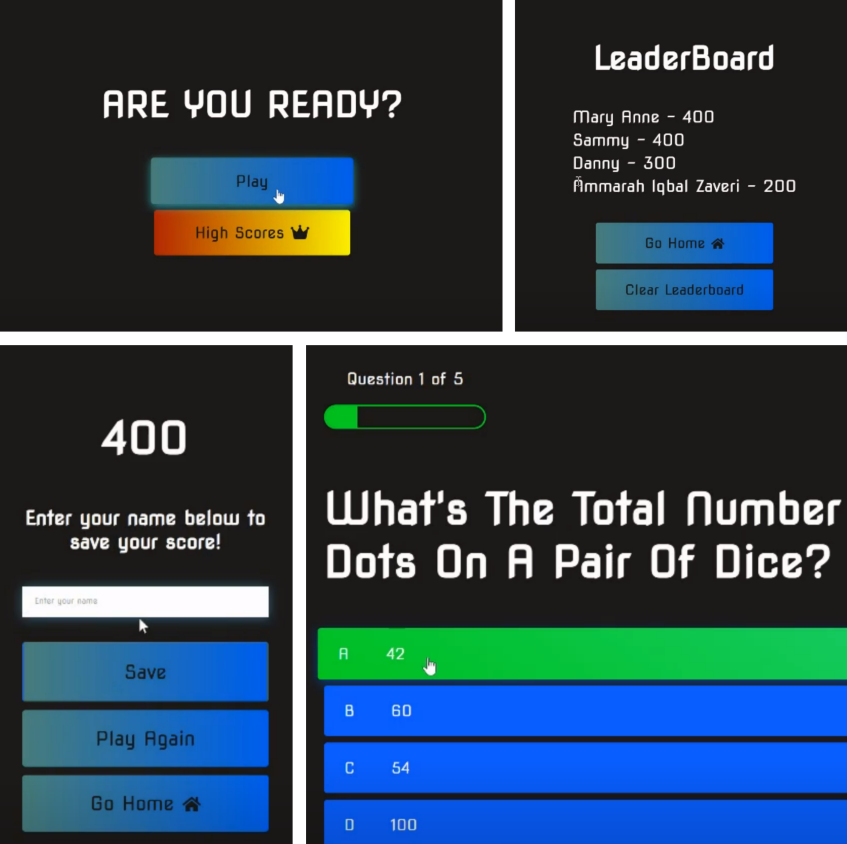 ARE YOU READY?
Play
High Scores
LeaderBoard
Mary Anne - 400
Sammy - 400
Danny - 300
Ammarah Iqbal Zaveri - 200
Go Home
Clear Leaderboard
400
Enter your name below to
save your score!
Enter your name
Save
Play Again
Go Home
Question 1 of 5
What's The Total Number
Dots On A Pair Of Dice?
A 42
B 60
C 54
D 100